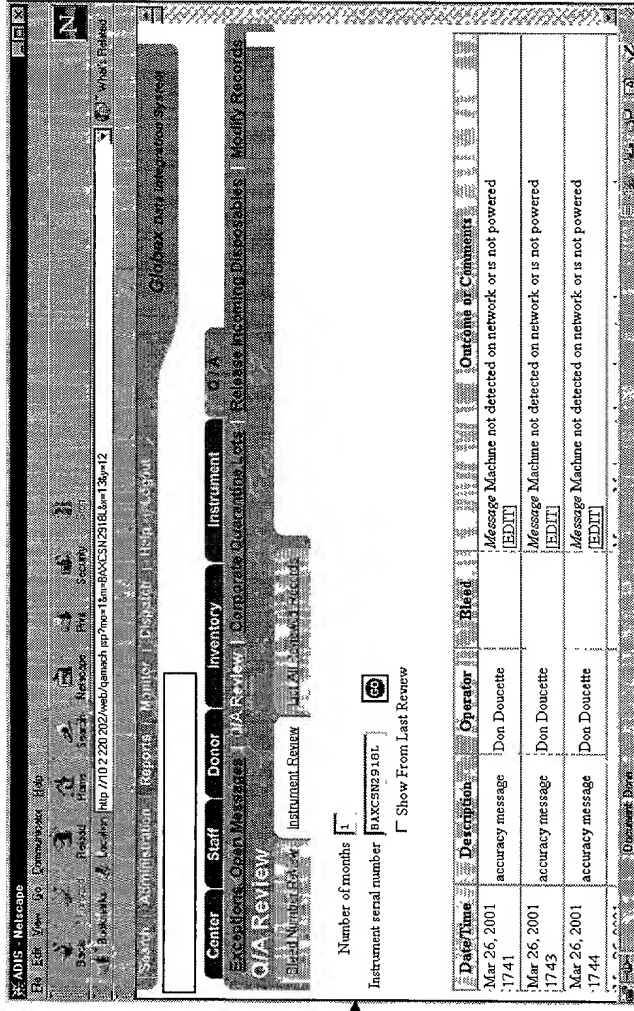 ADIS - Netscape
File Edit View Go Communicator Help
Back Reload Home Search Netscape Print Security
Bookmarks Location http //10 2 220 202/web/qamach jsp?mo=1&m=BAXC5N2918L&x=13&y=12 What's Related
Search | Administration | Reports | Monitor | Dispatch | Help | Logout
Globex Data Integration System
Center Staff Donor Inventory Instrument Q/A
Exceptions Open Messages | Q/A Review | Corporate Quarantine Lots | Release Incoming Disposables | Modify Records
Q/A Review
Bleed Number Review Instrument Review List All Reviewed Records
Number of months 1
Instrument serial number BAXC5N2918L GO
Show From Last Review
Date/Time Description Operator Bleed Outcome or Comments
Mar 26, 2001 accuracy message Don Doucette Message Machine not detected on network or is not powered
1741 [EDIT]
Mar 26, 2001 accuracy message Don Doucette Message Machine not detected on network or is not powered
1743 [EDIT]
Mar 26, 2001 accuracy message Don Doucette Message Machine not detected on network or is not powered
1744 [EDIT]
Document Done